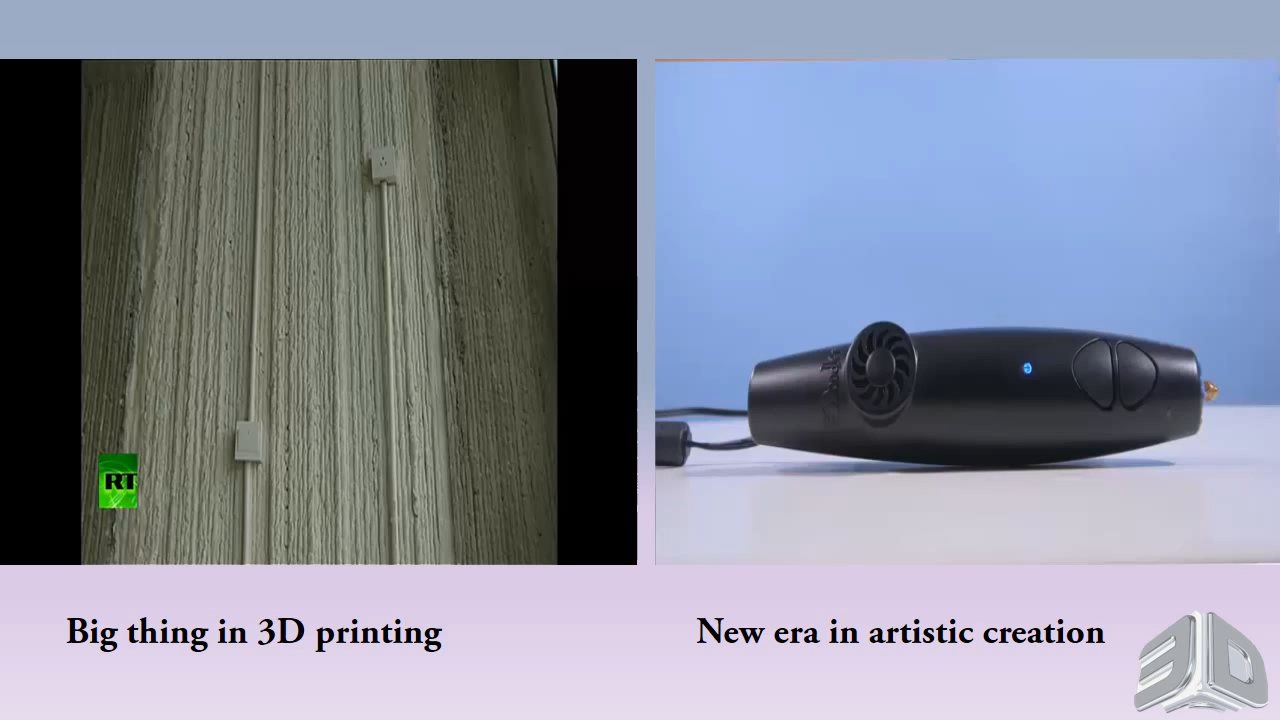 RT
Big thing in 3D printing
New era in artistic creation
3D